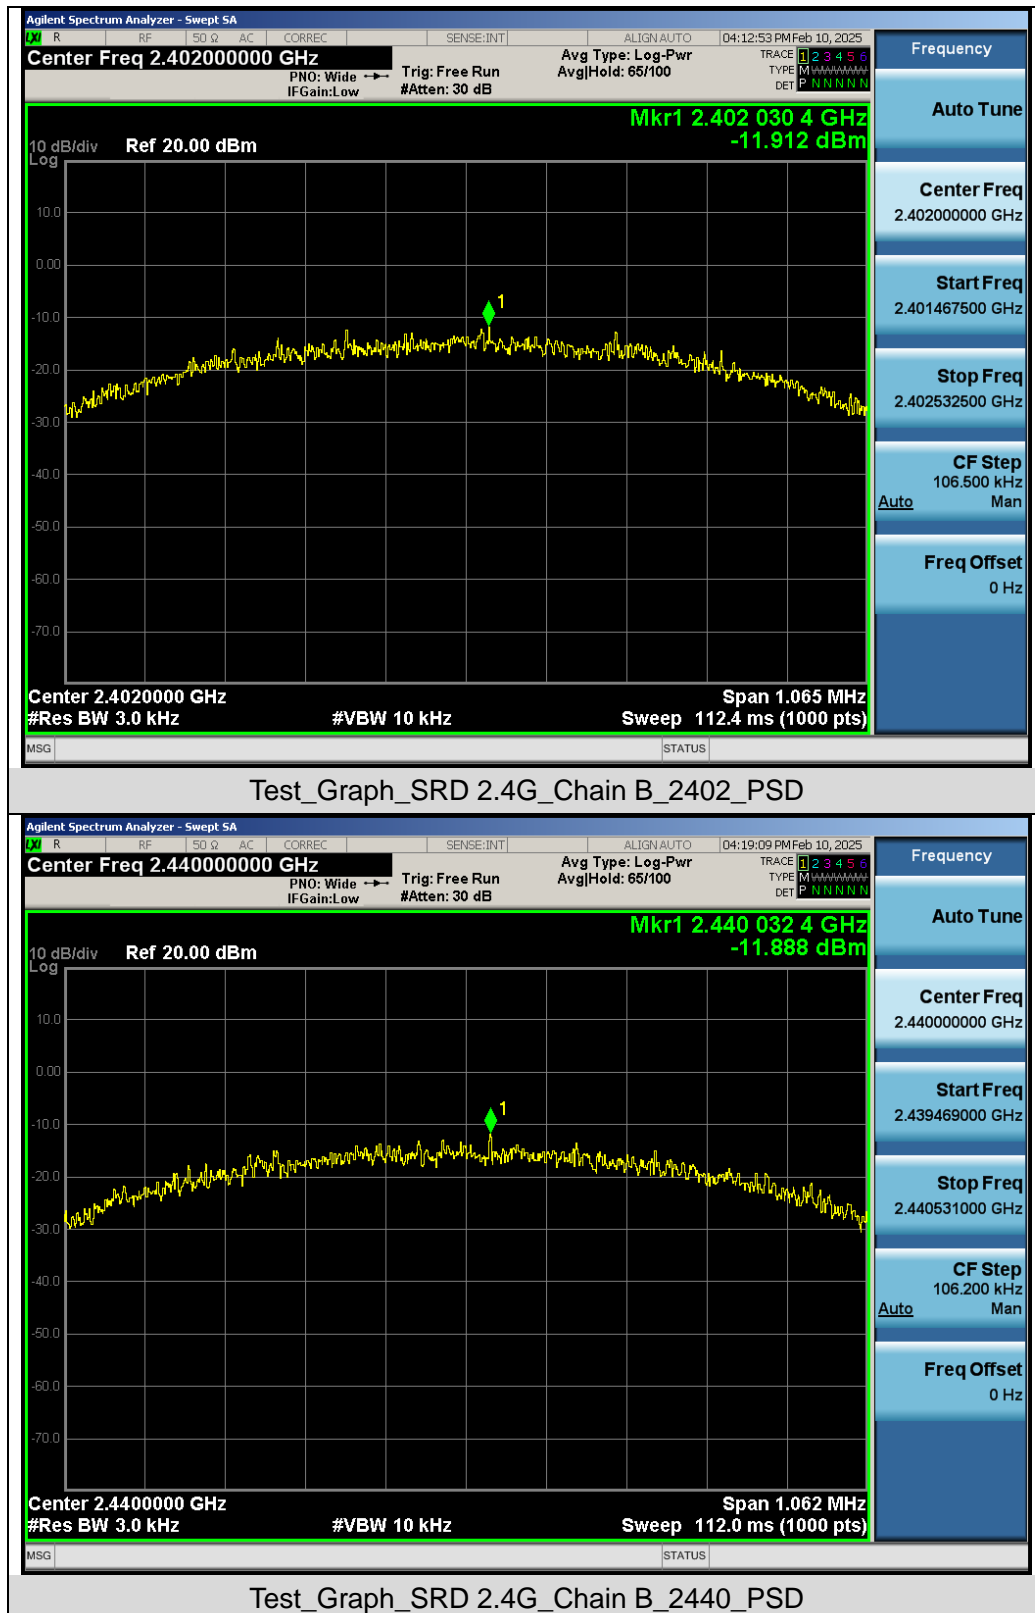 Agilent Spectrum Analyzer - Swept SA
LXI R RF 50 Ω AC CORREC SENSE:INT ALIGN AUTO 04:12:53 PM Feb 10, 2025
Center Freq 2.402000000 GHz
PNO: Wide
IFGain:Low
Trig: Free Run
#Atten: 30 dB
Avg Type: Log-Pwr
Avg|Hold: 65/100
TRACE 1 2 3 4 5 6
TYPE M
DET P N N N N N
Mkr1 2.402 030 4 GHz
-11.912 dBm
10 dB/div Ref 20.00 dBm
Log
10.0
0.00
-10.0
-20.0
-30.0
-40.0
-50.0
-60.0
-70.0
1
Center 2.4020000 GHz Span 1.065 MHz
#Res BW 3.0 kHz #VBW 10 kHz Sweep 112.4 ms (1000 pts)
MSG STATUS
Frequency
Auto Tune
Center Freq
2.402000000 GHz
Start Freq
2.401467500 GHz
Stop Freq
2.402532500 GHz
CF Step
106.500 kHz
Auto Man
Freq Offset
0 Hz
Test_Graph_SRD 2.4G_Chain B_2402_PSD
Agilent Spectrum Analyzer - Swept SA
LXI R RF 50 Ω AC CORREC SENSE:INT ALIGN AUTO 04:19:09 PM Feb 10, 2025
Center Freq 2.440000000 GHz
PNO: Wide
IFGain:Low
Trig: Free Run
#Atten: 30 dB
Avg Type: Log-Pwr
Avg|Hold: 65/100
TRACE 1 2 3 4 5 6
TYPE M
DET P N N N N N
Mkr1 2.440 032 4 GHz
-11.888 dBm
10 dB/div Ref 20.00 dBm
Log
10.0
0.00
-10.0
-20.0
-30.0
-40.0
-50.0
-60.0
-70.0
1
Center 2.4400000 GHz Span 1.062 MHz
#Res BW 3.0 kHz #VBW 10 kHz Sweep 112.0 ms (1000 pts)
MSG STATUS
Frequency
Auto Tune
Center Freq
2.440000000 GHz
Start Freq
2.439469000 GHz
Stop Freq
2.440531000 GHz
CF Step
106.200 kHz
Auto Man
Freq Offset
0 Hz
Test_Graph_SRD 2.4G_Chain B_2440_PSD